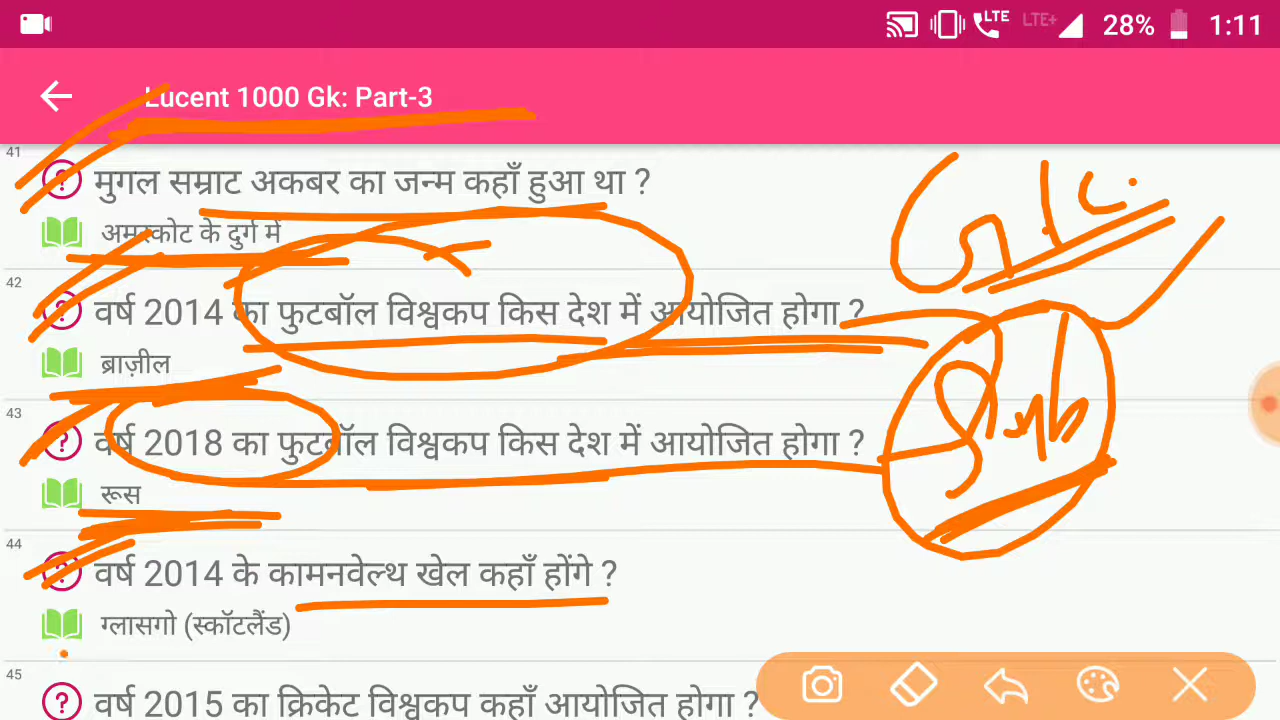 LTE LTE+ 28% 1:11
Lucent 1000 Gk: Part-3
41
मुगल सम्राट अकबर का जन्म कहाँ हुआ था ?
अमरकोट के दुर्ग में
42
वर्ष 2014 का फुटबॉल विश्वकप किस देश में आयोजित होगा ?
ब्राज़ील
43
वर्ष 2018 का फुटबॉल विश्वकप किस देश में आयोजित होगा ?
रूस
44
वर्ष 2014 के कामनवेल्थ खेल कहाँ होंगे ?
ग्लासगो (स्कॉटलैंड)
45
वर्ष 2015 का क्रिकेट विश्वकप कहाँ आयोजित होगा ?